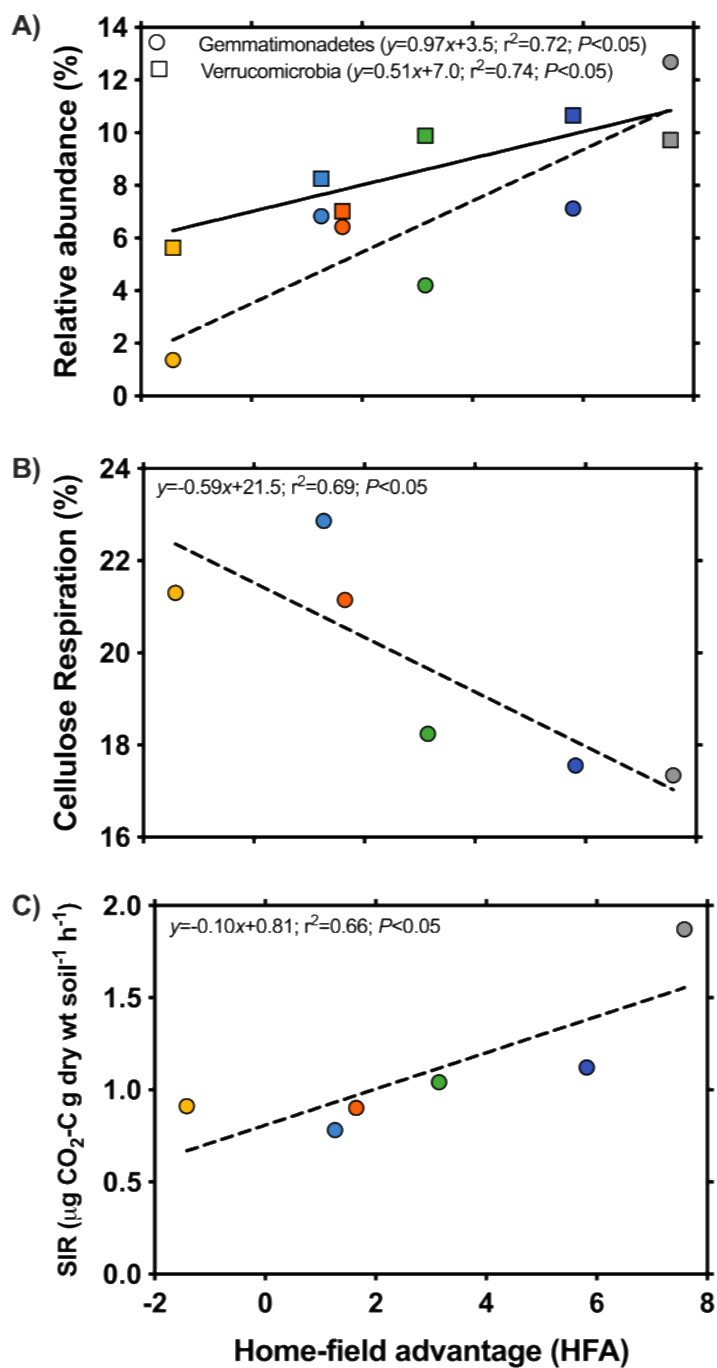 A)
Relative abundance (%)
14
12
10
8
6
4
2
0
Gemmatimonadetes (y=0.97x+3.5; r²=0.72; P<0.05)
Verrucomicrobia (y=0.51x+7.0; r²=0.74; P<0.05)
B)
Cellulose Respiration (%)
24
22
20
18
16
y=-0.59x+21.5; r²=0.69; P<0.05
C)
SIR (μg CO₂-C g dry wt soil⁻¹ h⁻¹)
2.0
1.5
1.0
0.5
0.0
y=-0.10x+0.81; r²=0.66; P<0.05
-2 0 2 4 6 8
Home-field advantage (HFA)